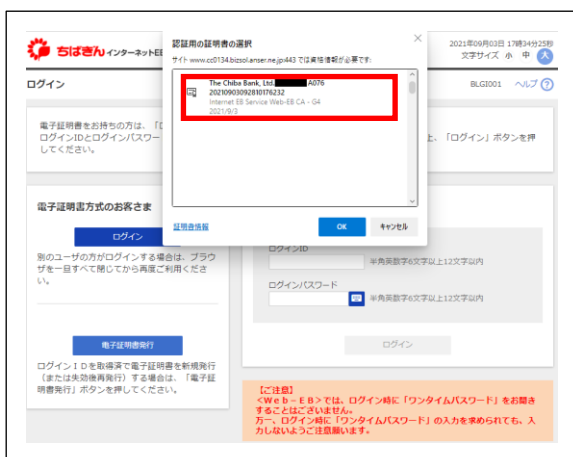 ちばぎん インターネットEB
2021年09月03日 17時34分25秒
文字サイズ 小 中 大
ログイン
BLGI001 ヘルプ ?
認証用の証明書の選択
サイト www.cc0134.bizsol.anser.ne.jp:443 では資格情報が必要です:
The Chiba Bank, Ltd. A076
20210903092810176232
Internet EB Service Web-EB CA - G4
2021/9/3
証明書情報
OK
キャンセル
電子証明書をお持ちの方は、「ロ
ログインIDとログインパスワー
上、「ログイン」ボタンを押
してください。
電子証明書方式のお客さま
ログイン
別のユーザの方がログインする場合は、ブラウ
ザを一旦すべて閉じてから再度ご利用くださ
い。
電子証明書発行
ログインIDを取得済で電子証明書を新規発行
（または失効後再発行）する場合は、「電子証
明書発行」ボタンを押してください。
ログインID
半角英数字6文字以上12文字以内
ログインパスワード
半角英数字6文字以上12文字以内
ログイン
【ご注意】
＜Web－EB＞では、ログイン時に「ワンタイムパスワード」をお聞き
することはございません。
万一、ログイン時に「ワンタイムパスワード」の入力を求められても、入
力しないようご注意願います。